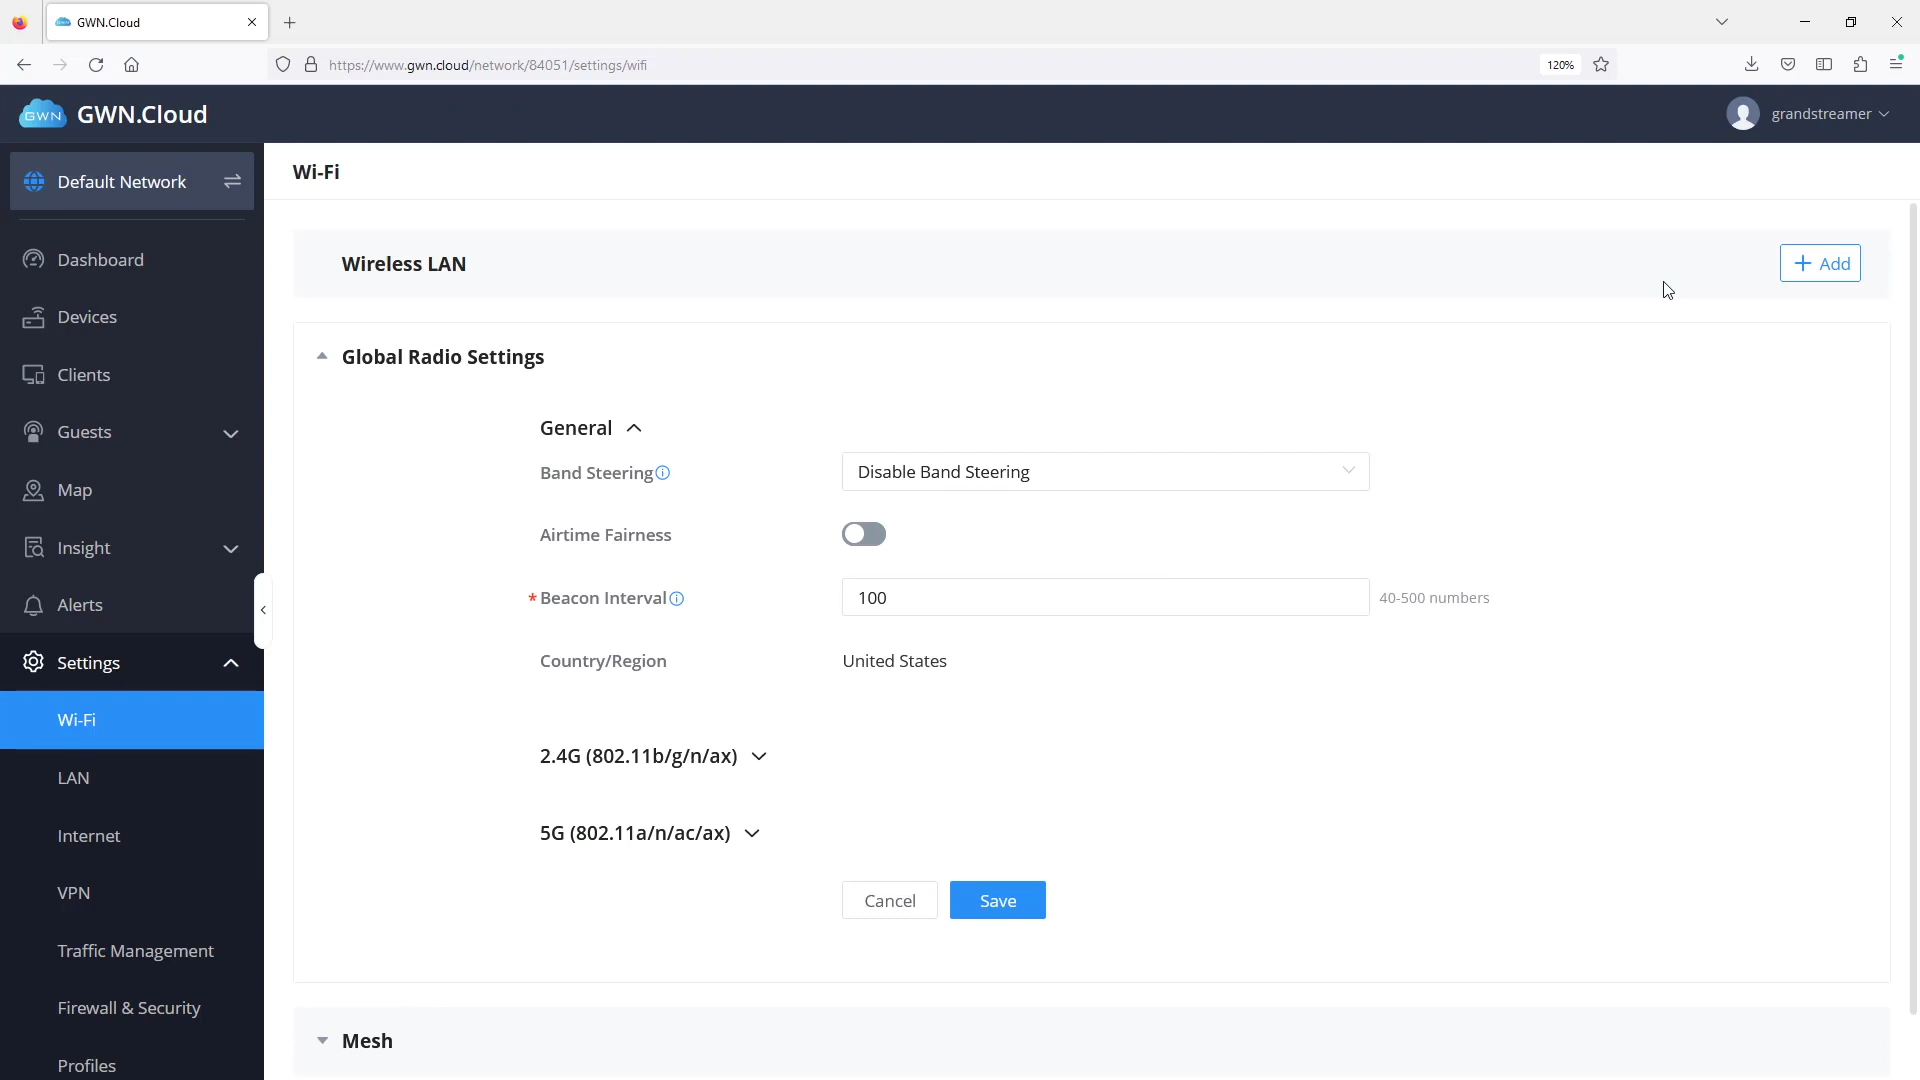 GWN.Cloud
https://www.gwn.cloud/network/84051/settings/wifi
120%
GWN
GWN.Cloud
grandstreamer
Default Network
Dashboard
Devices
Clients
Guests
Map
Insight
Alerts
Settings
Wi-Fi
LAN
Internet
VPN
Traffic Management
Firewall & Security
Profiles
Wi-Fi
Wireless LAN
+ Add
Global Radio Settings
General
Band Steering
Disable Band Steering
Airtime Fairness
* Beacon Interval
100
40-500 numbers
Country/Region
United States
2.4G (802.11b/g/n/ax)
5G (802.11a/n/ac/ax)
Cancel
Save
Mesh